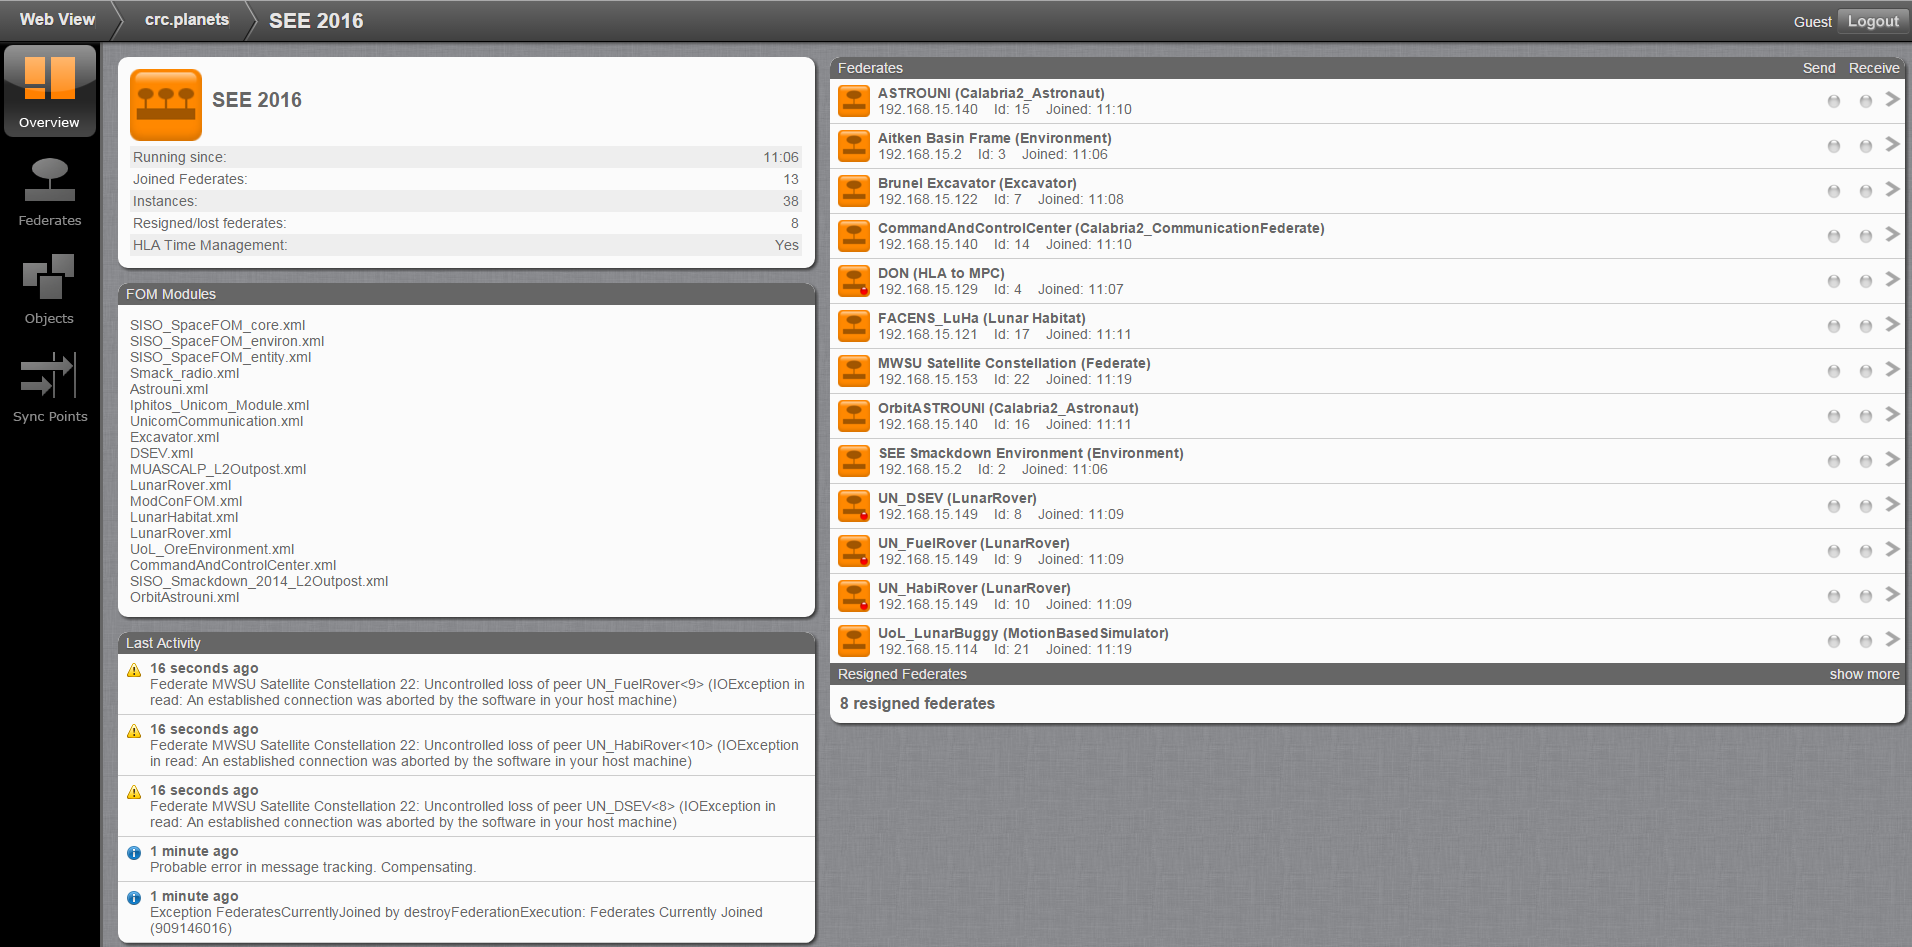 Web View
crc.planets
SEE 2016
Guest
Logout
Overview
Federates
Objects
Sync Points
SEE 2016
Running since: 11:06
Joined Federates: 13
Instances: 38
Resigned/lost federates: 8
HLA Time Management: Yes
FOM Modules
SISO_SpaceFOM_core.xml
SISO_SpaceFOM_environ.xml
SISO_SpaceFOM_entity.xml
Smack_radio.xml
Astrouni.xml
Iphitos_Unicom_Module.xml
UnicomCommunication.xml
Excavator.xml
DSEV.xml
MUASCALP_L2Outpost.xml
LunarRover.xml
ModConFOM.xml
LunarHabitat.xml
LunarRover.xml
UoL_OreEnvironment.xml
CommandAndControlCenter.xml
SISO_Smackdown_2014_L2Outpost.xml
OrbitAstrouni.xml
Last Activity
16 seconds ago
Federate MWSU Satellite Constellation 22: Uncontrolled loss of peer UN_FuelRover<9> (IOException in
read: An established connection was aborted by the software in your host machine)
16 seconds ago
Federate MWSU Satellite Constellation 22: Uncontrolled loss of peer UN_HabiRover<10> (IOException
in read: An established connection was aborted by the software in your host machine)
16 seconds ago
Federate MWSU Satellite Constellation 22: Uncontrolled loss of peer UN_DSEV<8> (IOException in
read: An established connection was aborted by the software in your host machine)
1 minute ago
Probable error in message tracking. Compensating.
1 minute ago
Exception FederatesCurrentlyJoined by destroyFederationExecution: Federates Currently Joined
(909146016)
Federates Send Receive
ASTROUNI (Calabria2_Astronaut)
192.168.15.140 Id: 15 Joined: 11:10
Aitken Basin Frame (Environment)
192.168.15.2 Id: 3 Joined: 11:06
Brunel Excavator (Excavator)
192.168.15.122 Id: 7 Joined: 11:08
CommandAndControlCenter (Calabria2_CommunicationFederate)
192.168.15.140 Id: 14 Joined: 11:10
DON (HLA to MPC)
192.168.15.129 Id: 4 Joined: 11:07
FACENS_LuHa (Lunar Habitat)
192.168.15.121 Id: 17 Joined: 11:11
MWSU Satellite Constellation (Federate)
192.168.15.153 Id: 22 Joined: 11:19
OrbitASTROUNI (Calabria2_Astronaut)
192.168.15.140 Id: 16 Joined: 11:11
SEE Smackdown Environment (Environment)
192.168.15.2 Id: 2 Joined: 11:06
UN_DSEV (LunarRover)
192.168.15.149 Id: 8 Joined: 11:09
UN_FuelRover (LunarRover)
192.168.15.149 Id: 9 Joined: 11:09
UN_HabiRover (LunarRover)
192.168.15.149 Id: 10 Joined: 11:09
UoL_LunarBuggy (MotionBasedSimulator)
192.168.15.114 Id: 21 Joined: 11:19
Resigned Federates show more
8 resigned federates